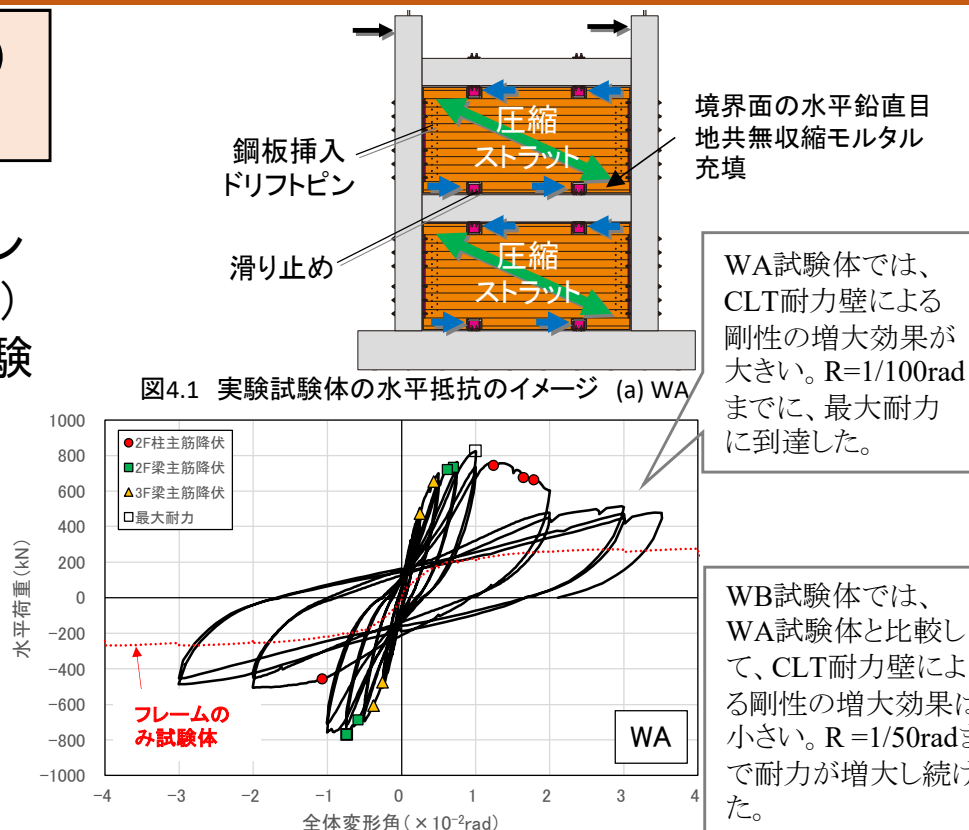 の
圧縮
ストラット
鋼板挿入
ドリフトピン
滑り止め
境界面の水平鉛直目
地共無収縮モルタル
充填
圧縮
ストラット
ン
）
験
図4.1 実験試験体の水平抵抗のイメージ (a) WA
WA試験体では、
CLT耐力壁による
剛性の増大効果が
大きい。R=1/100rad
までに、最大耐力
に到達した。
水平荷重(kN)
1000
800
600
400
200
0
-200
-400
-600
-800
-1000
2F柱主筋降伏
2F梁主筋降伏
3F梁主筋降伏
最大耐力
フレームの
み試験体
WA
-4 -3 -2 -1 0 1 2 3 4
全体変形角(×10⁻²rad)
WB試験体では、
WA試験体と比較し
て、CLT耐力壁によ
る剛性の増大効果は
小さい。R =1/50radま
で耐力が増大し続け
た。